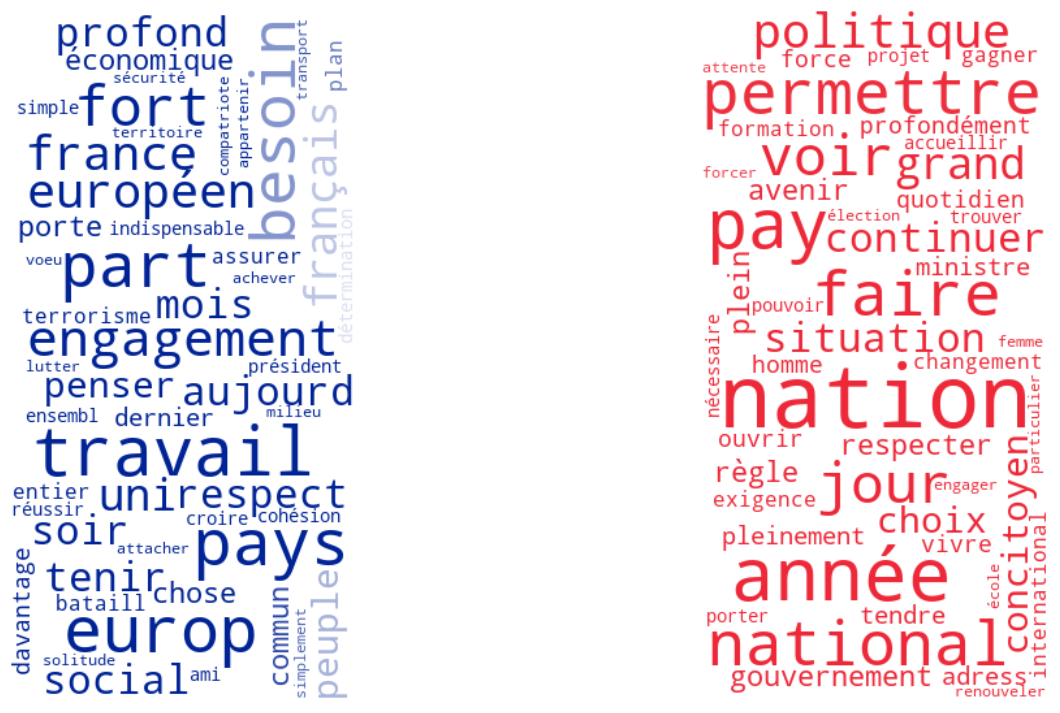 profond
économique
sécurité
simple
fort
territoire
compatriote
appartenir
besoin
transport
plan
france
européen
français
porte
indispensable
détermination
voeu
part
assurer
achever
terrorisme
mois
engagement
lutter
président
penser
aujourd
ensembl
dernier
milieu
travail
entier
uni
respect
réussir
soir
croire
cohésion
attacher
pays
davantage
tenir
chose
bataill
commun
simplement
peuple
europ
solitude
social
ami
politique
attente
force
projet
gagner
permettre
formation
profondément
voir
accueillir
forcer
grand
avenir
quotidien
pay
élection
trouver
continuer
plein
ministre
pouvoir
faire
nécessaire
situation
femme
homme
changement
nation
particulier
ouvrir
respecter
règle
jour
engager
concitoyen
exigence
choix
pleinement
vivre
international
année
école
porter
tendre
national
gouvernement
adress
renouveler